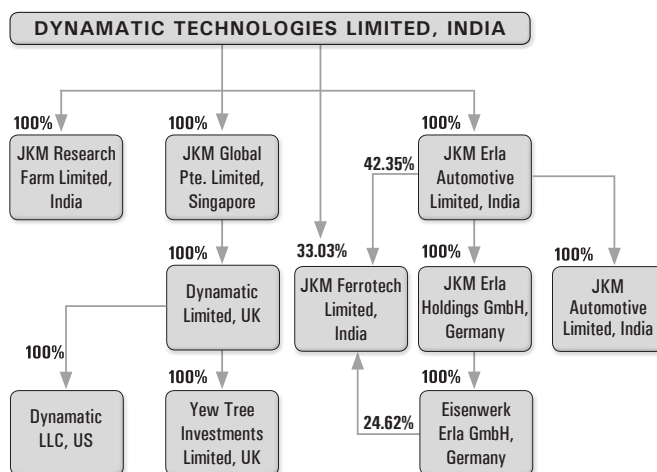 DYNAMATIC TECHNOLOGIES LIMITED, INDIA
100%
100%
100%
JKM Research
Farm Limited,
India
JKM Global
Pte. Limited,
Singapore
42.35%
JKM Erla
Automotive
Limited, India
100%
33.03%
100%
100%
Dynamatic
Limited, UK
JKM Ferrotech
Limited,
India
JKM Erla
Holdings GmbH,
Germany
JKM
Automotive
Limited, India
100%
100%
100%
Dynamatic
LLC, US
Yew Tree
Investments
Limited, UK
24.62%
Eisenwerk
Erla GmbH,
Germany